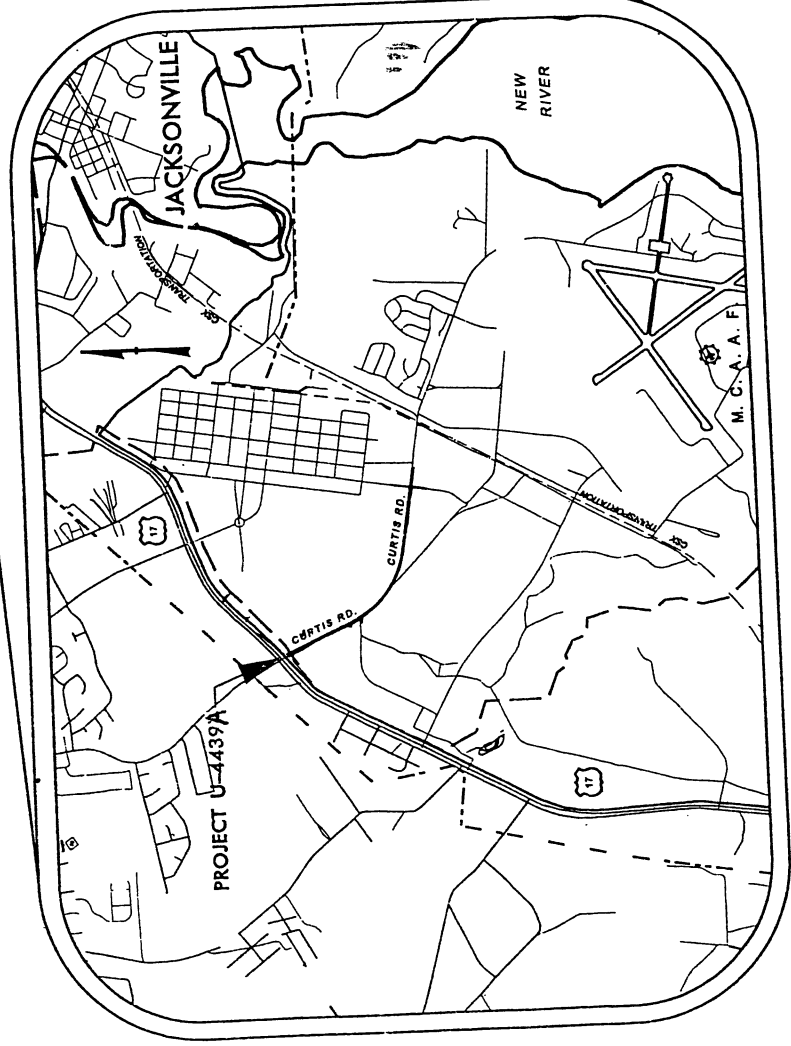 JACKSONVILLE
NEW
RIVER
CSX TRANSPORTATION
17
CURTIS RD.
CURTIS RD.
PROJECT U-4439A
CSX TRANSPORTATION
M. C. A. A. F.
17